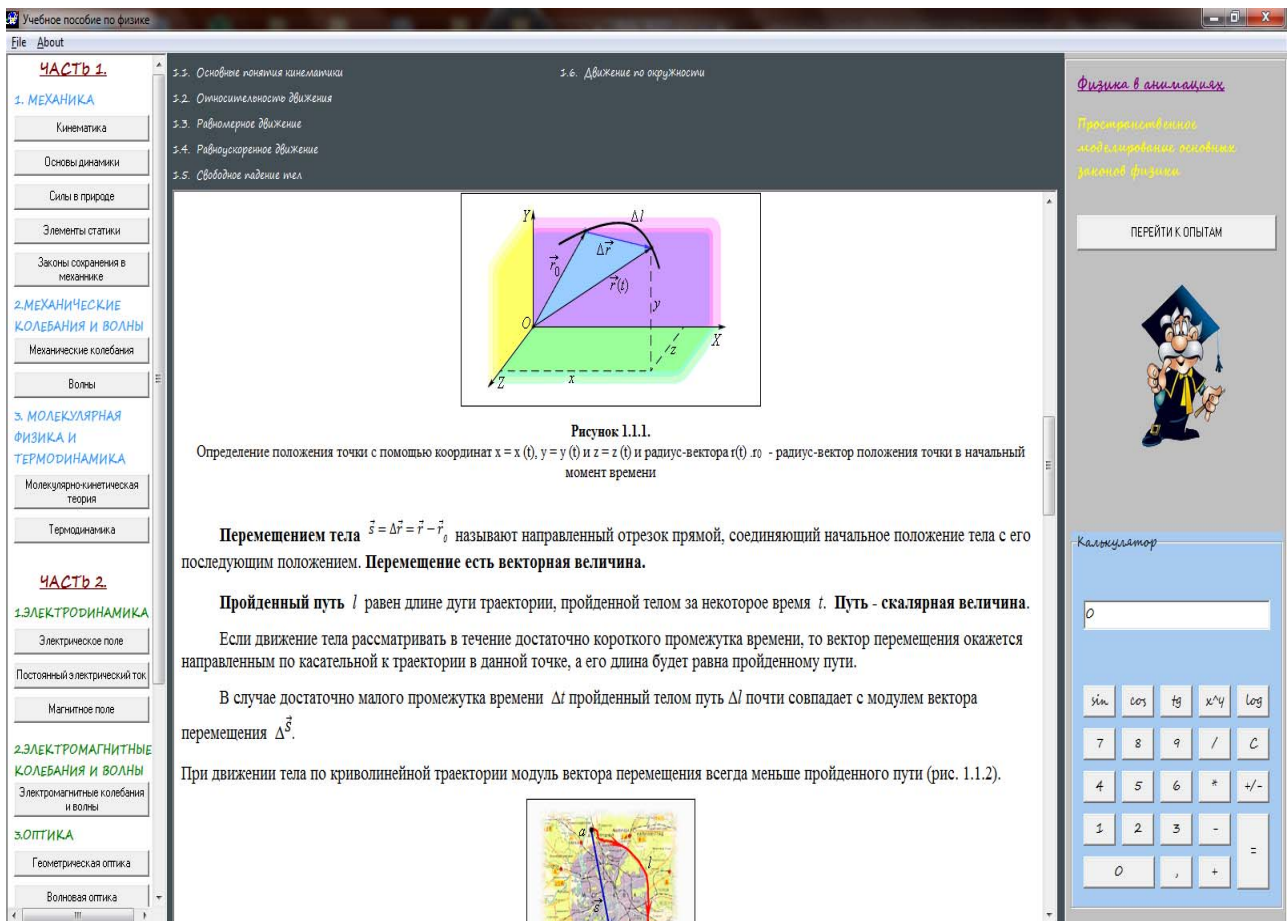 Учебное пособие по физике
File About
ЧАСТЬ 1.
1. МЕХАНИКА
Кинематика
Основы динамики
Силы в природе
Элементы статики
Законы сохранения в
механнике
2.МЕХАНИЧЕСКИЕ
КОЛЕБАНИЯ И ВОЛНЫ
Механические колебания
Волны
3. МОЛЕКУЛЯРНАЯ
ФИЗИКА И
ТЕРМОДИНАМИКА
Молекулярно-кинетическая
теория
Термодинамика
ЧАСТЬ 2.
1.ЭЛЕКТРОДИНАМИКА
Электрическое поле
Постоянный электрический ток
Магнитное поле
2.ЭЛЕКТРОМАГНИТНЫЕ
КОЛЕБАНИЯ И ВОЛНЫ
Электромагнитные колебания
и волны
3.ОПТИКА
Геометрическая оптика
Волновая оптика
1.1. Основные понятия кинематики
1.2. Относительность движения
1.3. Равномерное движение
1.4. Равноускоренное движение
1.5. Свободное падение тел
1.6. Движение по окружности
Y Δl
r⃗₀ Δr⃗
r⃗(t)
y
O X
z
Z x
Рисунок 1.1.1.
Определение положения точки с помощью координат x = x (t), y = y (t) и z = z (t) и радиус-вектора r(t) .r₀ - радиус-вектор положения точки в начальный
момент времени
Перемещением тела s⃗ = Δr⃗ = r⃗ − r⃗₀ называют направленный отрезок прямой, соединяющий начальное положение тела с его
последующим положением. Перемещение есть векторная величина.
Пройденный путь l равен длине дуги траектории, пройденной телом за некоторое время t. Путь - скалярная величина.
Если движение тела рассматривать в течение достаточно короткого промежутка времени, то вектор перемещения окажется
направленным по касательной к траектории в данной точке, а его длина будет равна пройденному пути.
В случае достаточно малого промежутка времени Δt пройденный телом путь Δl почти совпадает с модулем вектора
перемещения Δs⃗.
При движении тела по криволинейной траектории модуль вектора перемещения всегда меньше пройденного пути (рис. 1.1.2).
a
l
s⃗
Физика в анимациях
Пространственное
моделирование основных
законов физики
ПЕРЕЙТИ К ОПЫТАМ
Калькулятор
0
sin cos tg x^y log
7 8 9 / C
4 5 6 * +/-
1 2 3 - =
0 , +